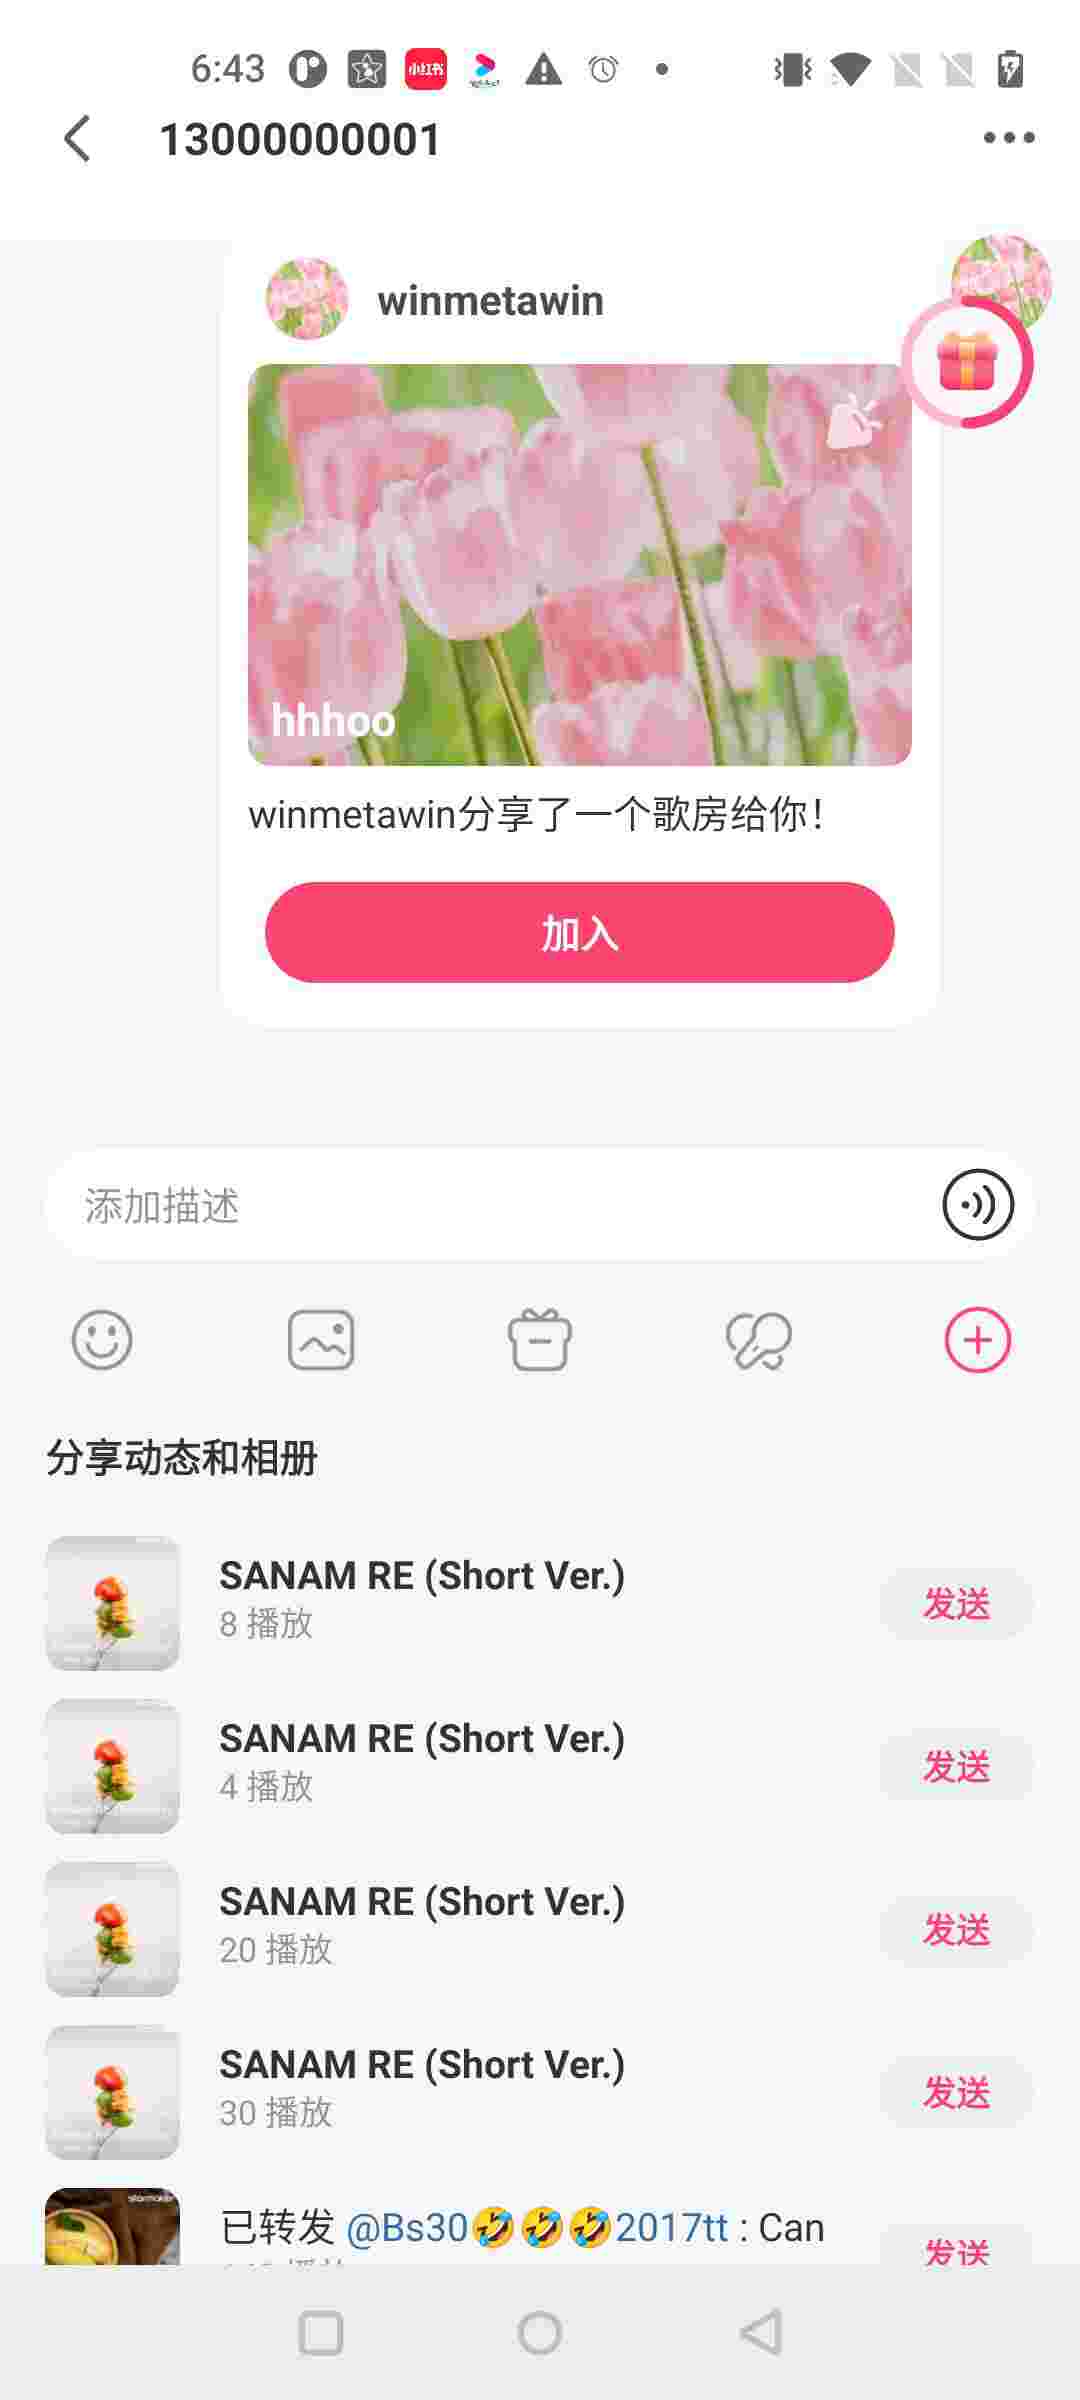 6:43
小红书
13000000001
winmetawin
hhhoo
winmetawin分享了一个歌房给你!
加入
添加描述
分享动态和相册
SANAM RE (Short Ver.)
8 播放
发送
SANAM RE (Short Ver.)
4 播放
发送
SANAM RE (Short Ver.)
20 播放
发送
SANAM RE (Short Ver.)
30 播放
发送
starmaker
已转发 @Bs30🤣🤣🤣2017tt : Can
发送